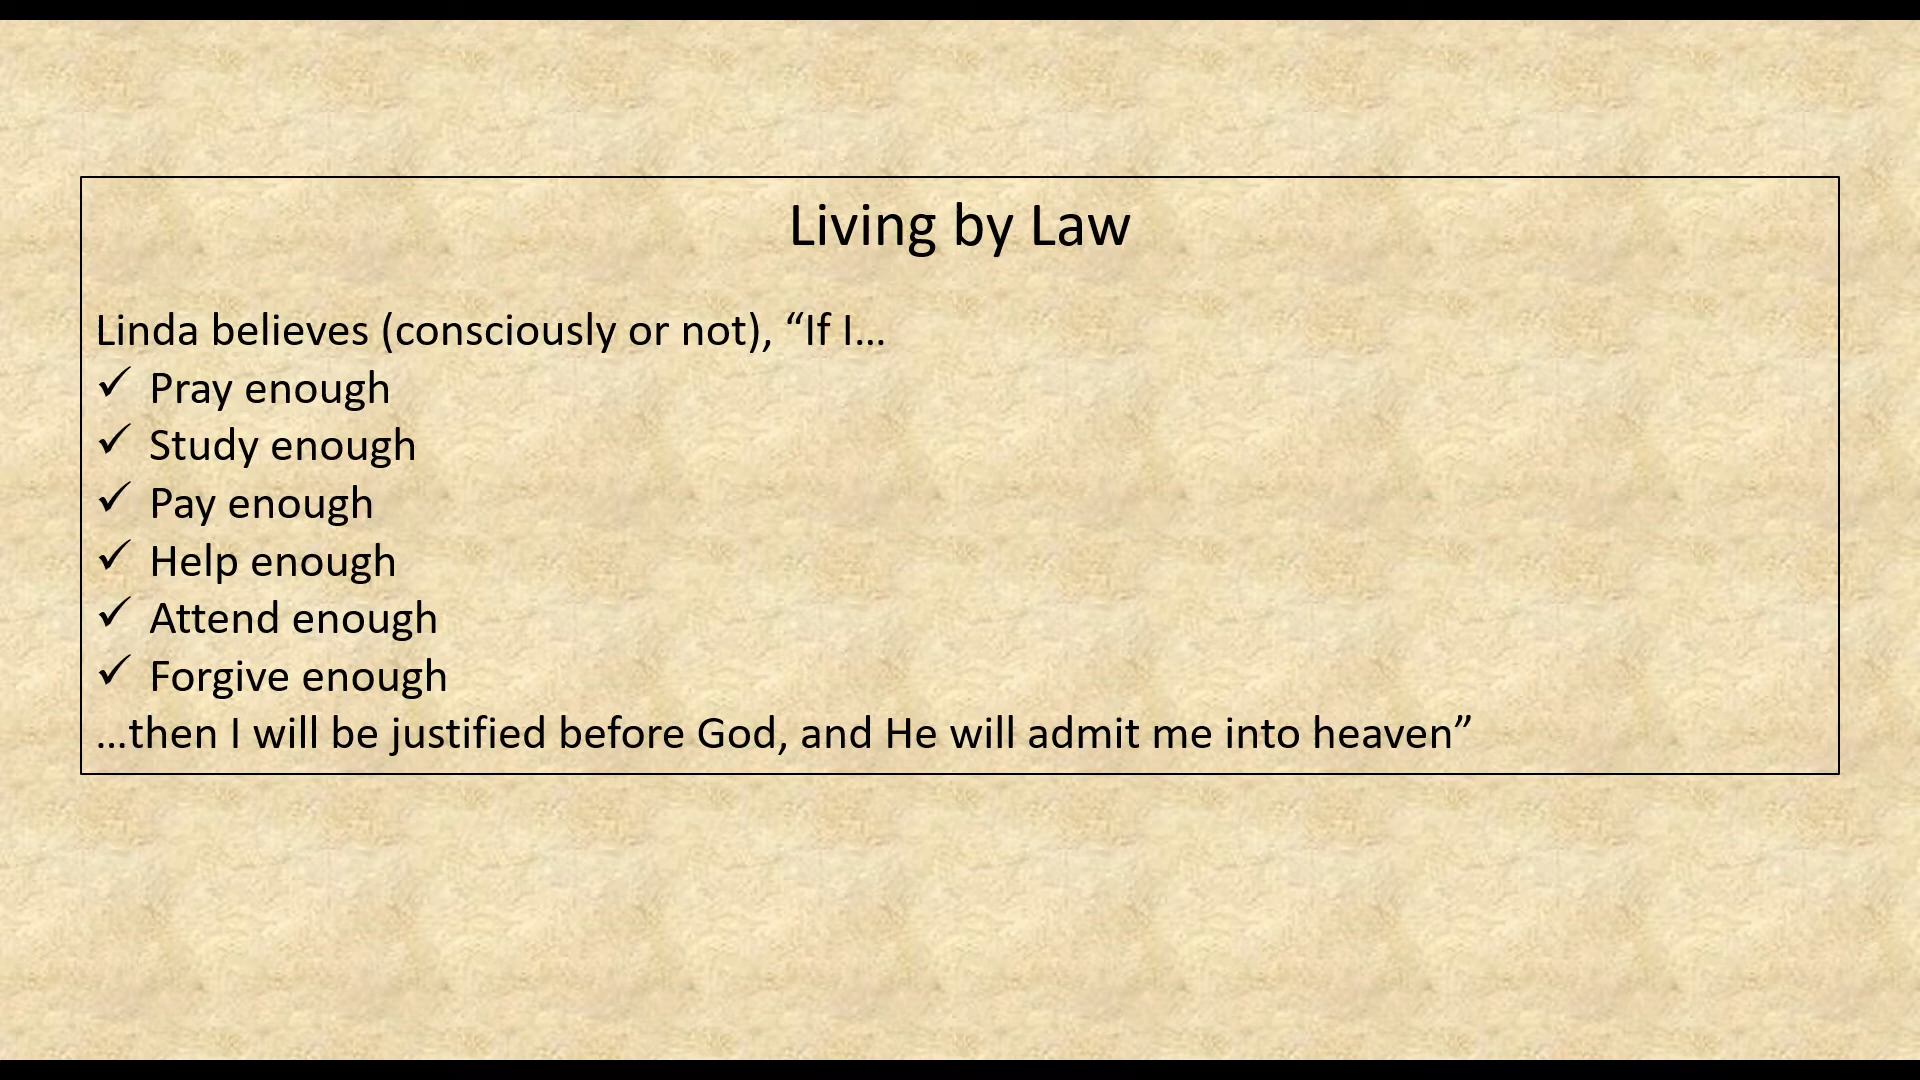 Living by Law
Linda believes (consciously or not), “If I…
✓ Pray enough
✓ Study enough
✓ Pay enough
✓ Help enough
✓ Attend enough
✓ Forgive enough
…then I will be justified before God, and He will admit me into heaven”